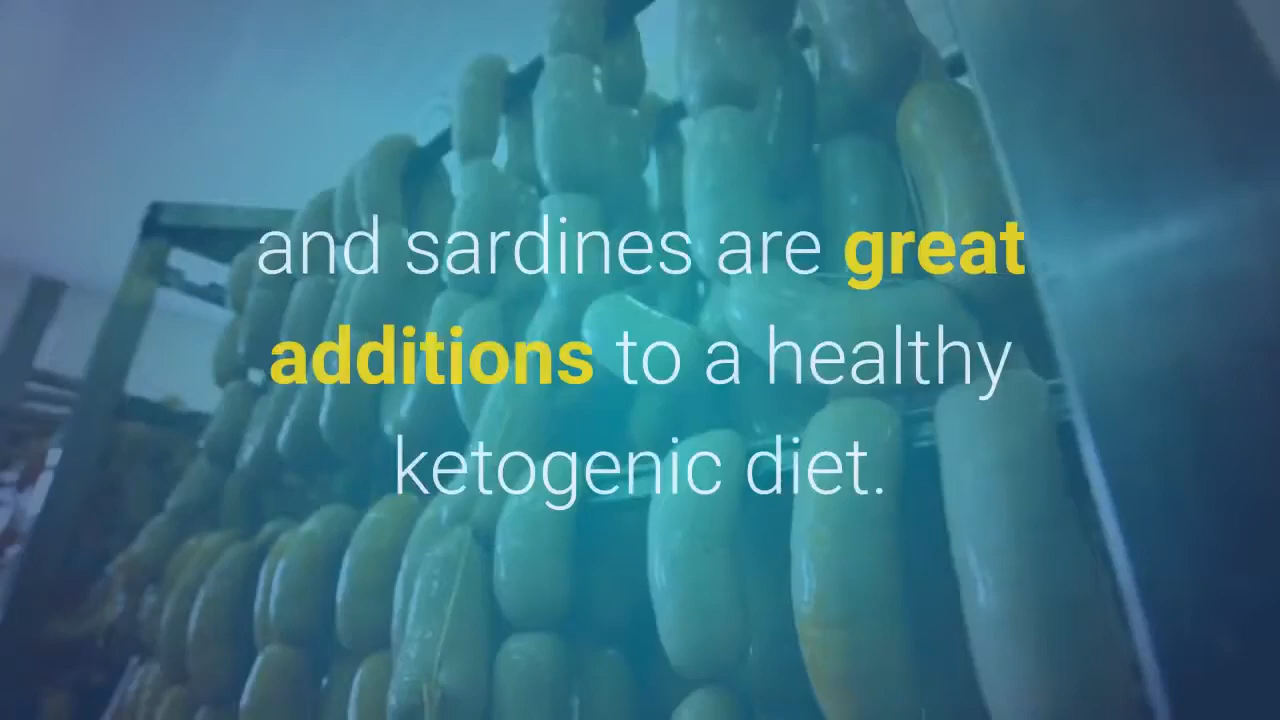 and sardines are great
additions to a healthy
ketogenic diet.